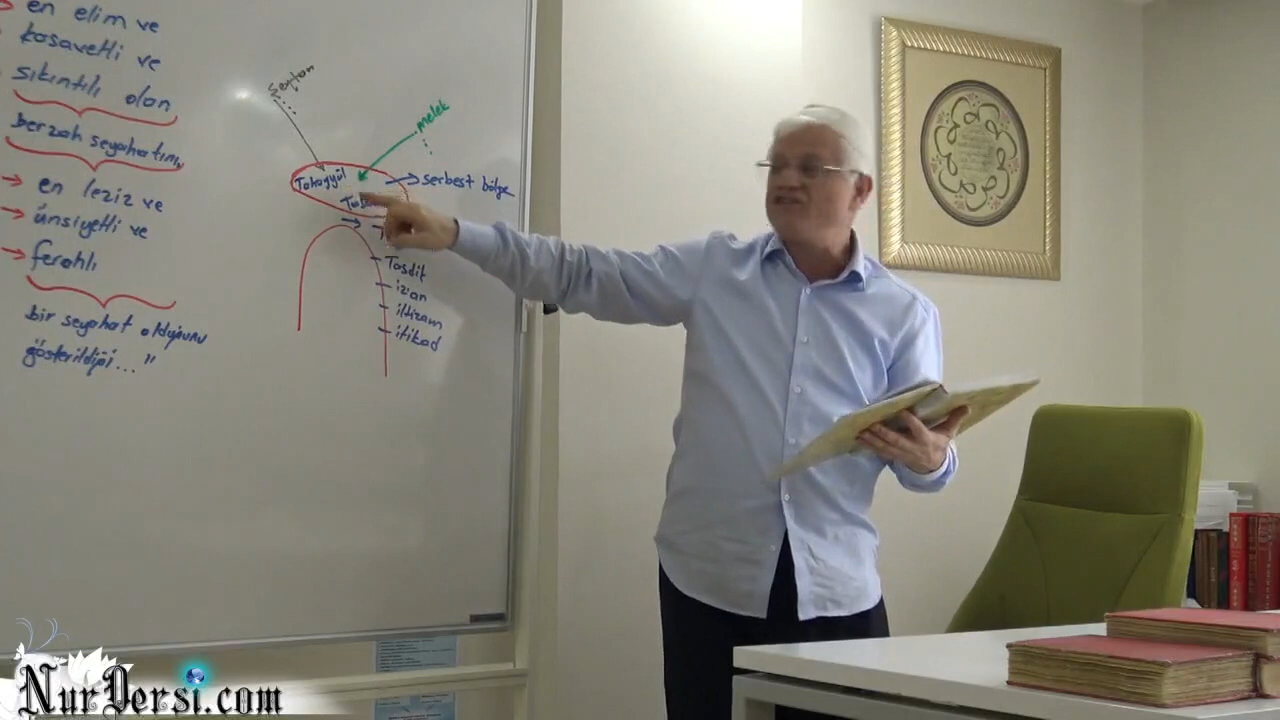 en elim ve
kasavetli ve
sıkıntılı olan
berzah seyahatını,
en leziz ve
ünsiyetli ve
ferahlı
bir seyahat olduğunu
gösterildiği..."
Şeytan
melek
Tahayyül
serbest bölge
Tasdik
izan
iltizam
itikad
NurDersi.com